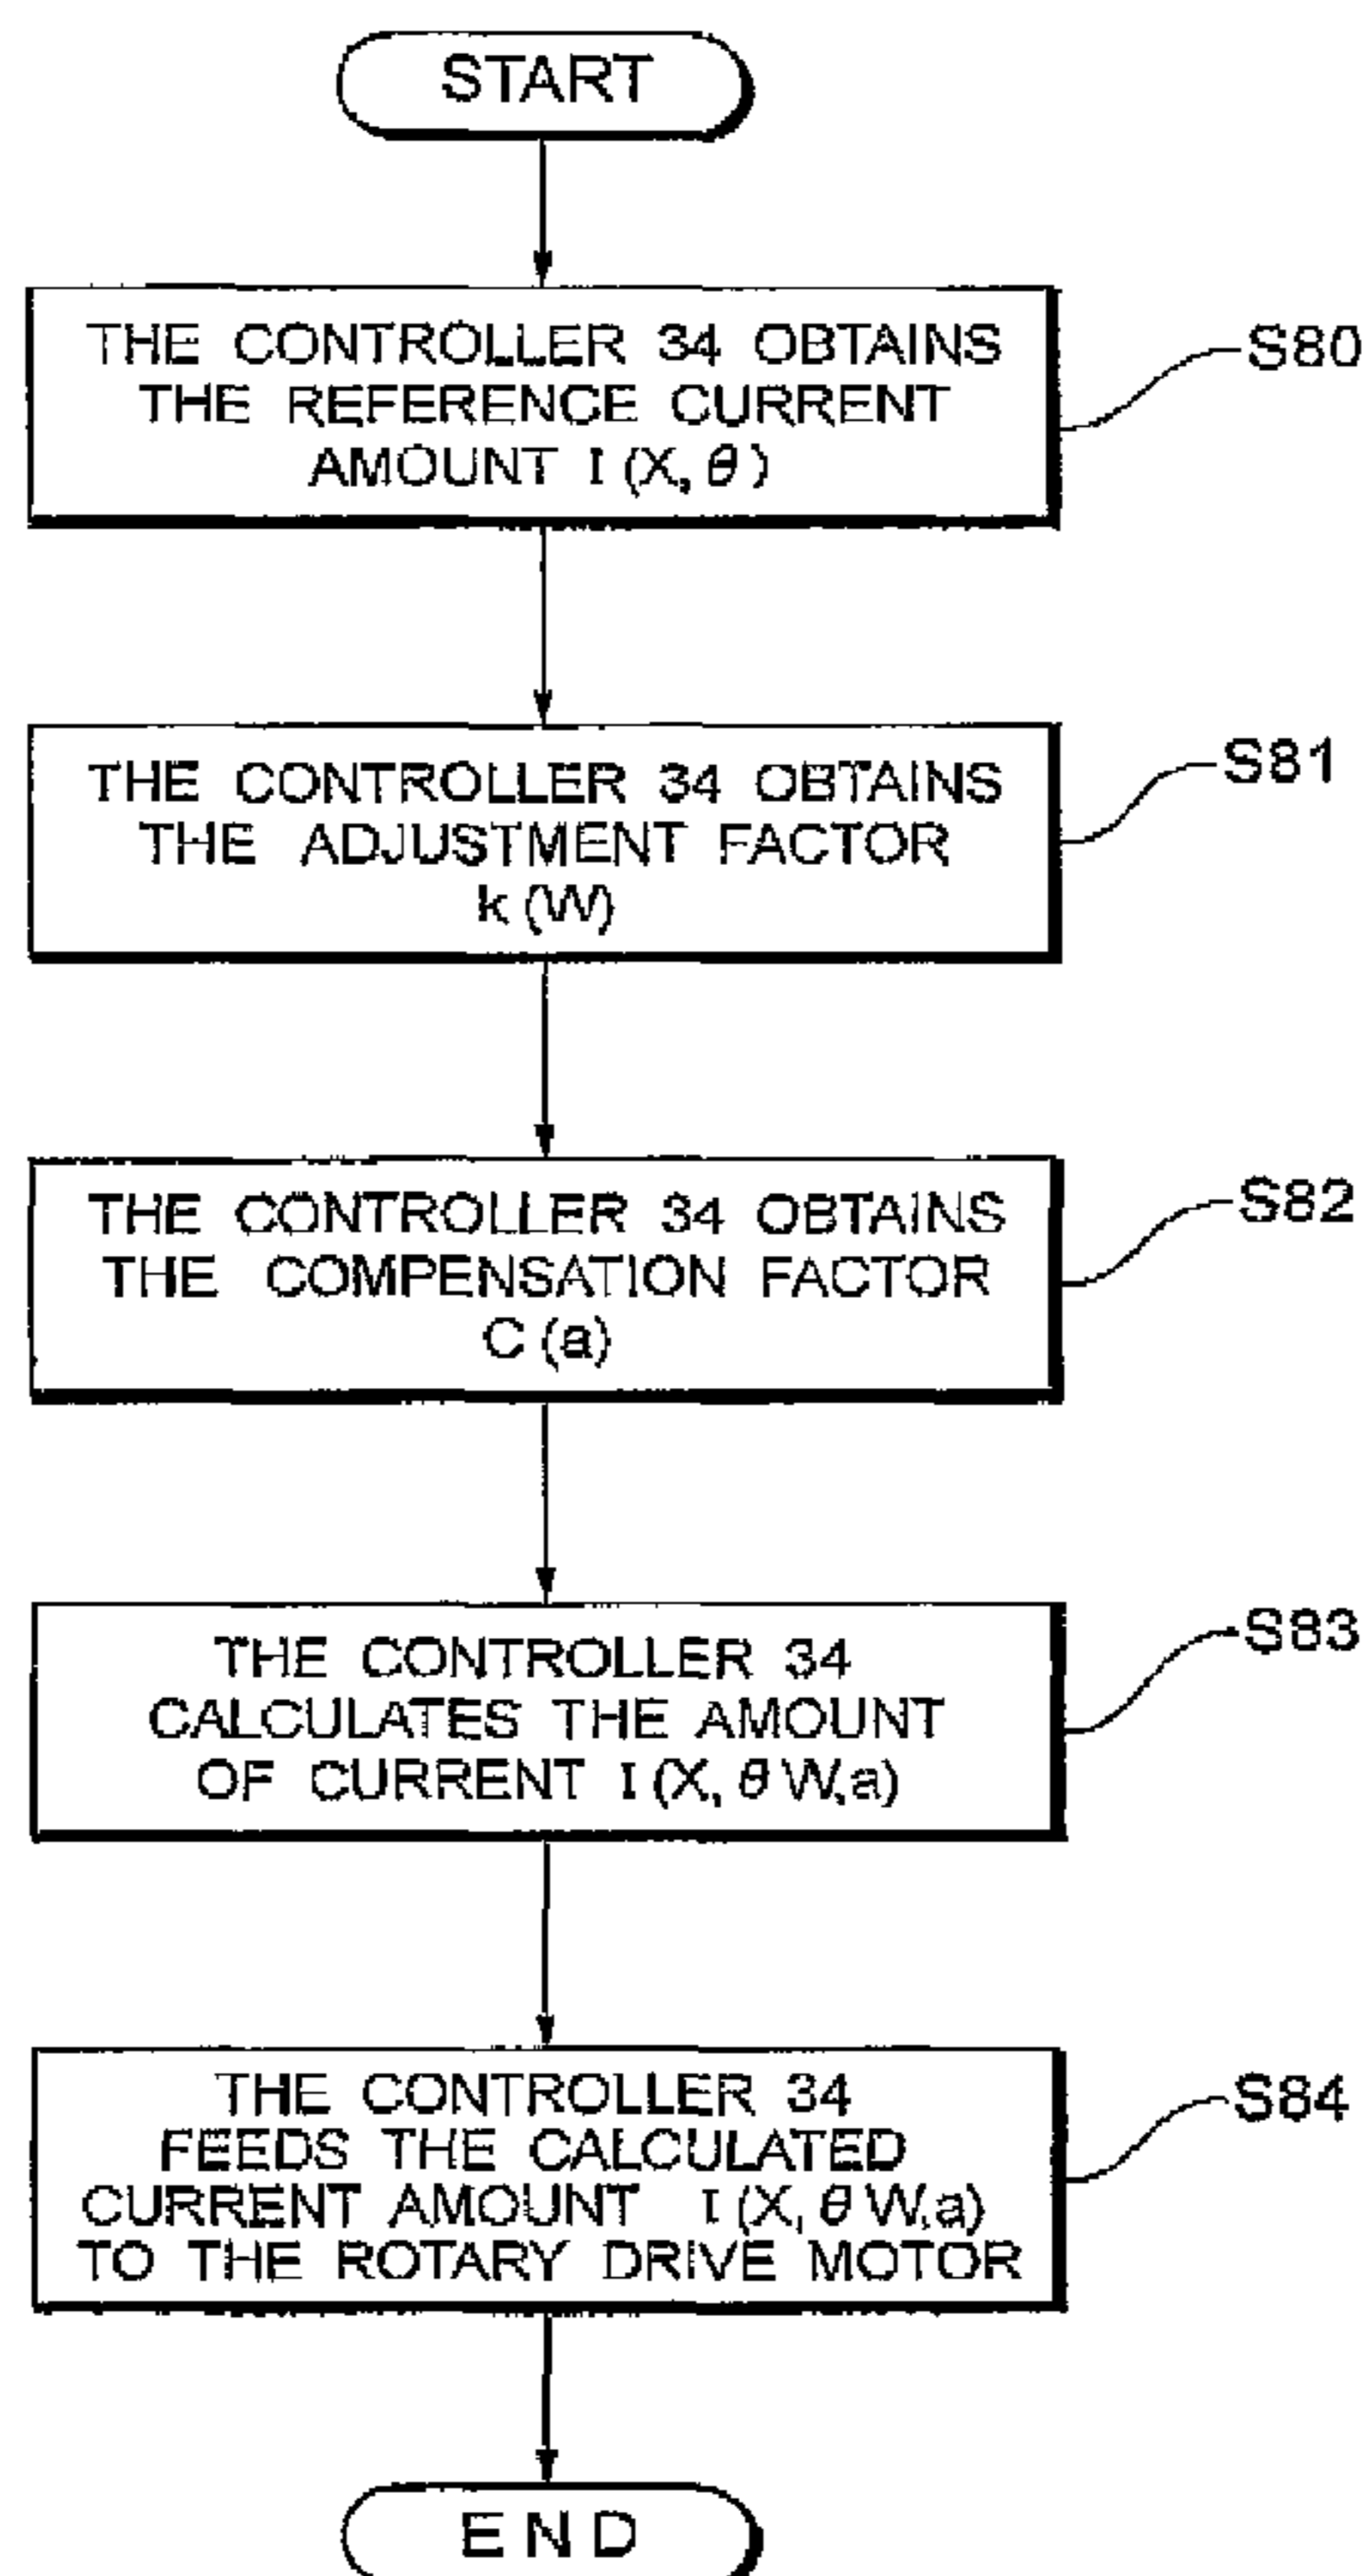 START
THE CONTROLLER 34 OBTAINS
THE REFERENCE CURRENT
AMOUNT I (X, θ)
S80
THE CONTROLLER 34 OBTAINS
THE ADJUSTMENT FACTOR
k (W)
S81
THE CONTROLLER 34 OBTAINS
THE COMPENSATION FACTOR
C (a)
S82
THE CONTROLLER 34
CALCULATES THE AMOUNT
OF CURRENT I (X, θ W,a)
S83
THE CONTROLLER 34
FEEDS THE CALCULATED
CURRENT AMOUNT I (X, θ W,a)
TO THE ROTARY DRIVE MOTOR
S84
END